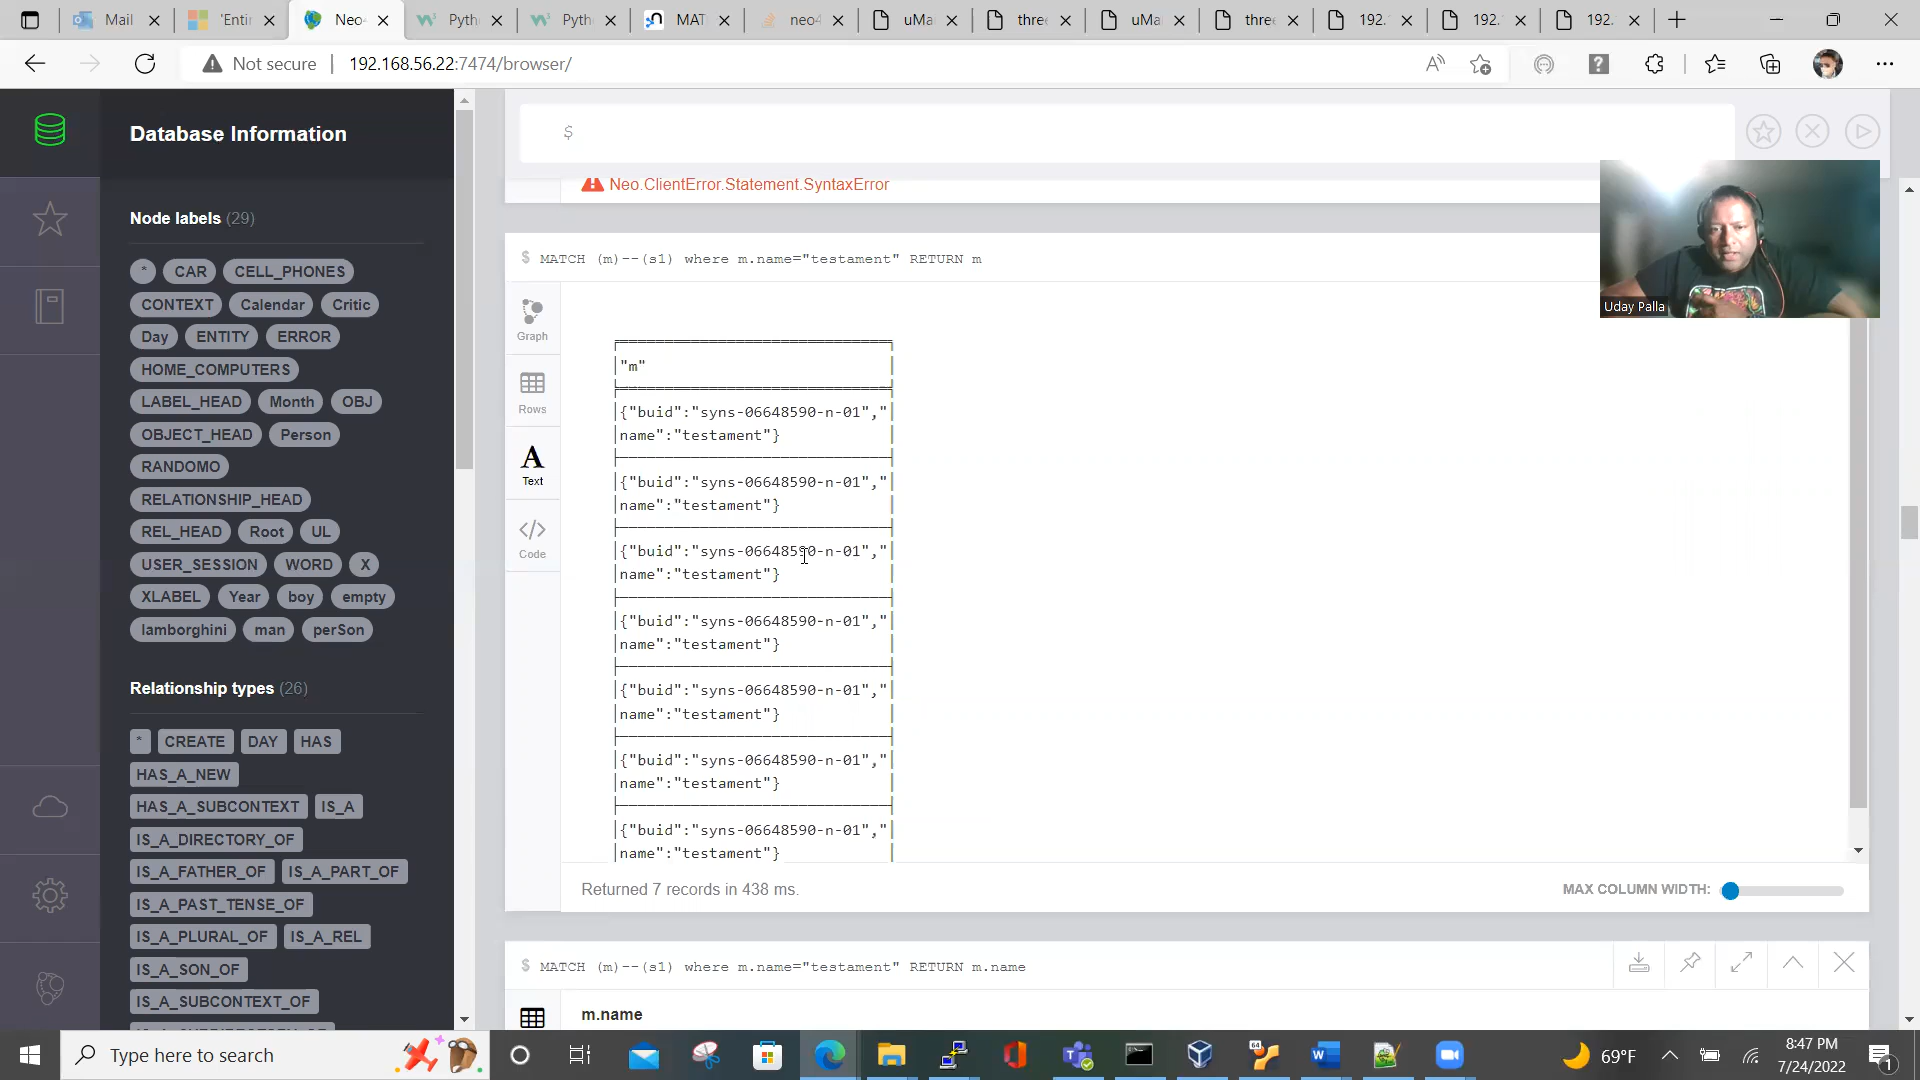 Mail
'Enti
Neo4
Pyth
Pyth
MAT
neo4
uMa
three
uMa
three
192.
192.
192.
Not secure
192.168.56.22:7474/browser/
Database Information
Node labels (29)
*
CAR
CELL_PHONES
CONTEXT
Calendar
Critic
Day
ENTITY
ERROR
HOME_COMPUTERS
LABEL_HEAD
Month
OBJ
OBJECT_HEAD
Person
RANDOMO
RELATIONSHIP_HEAD
REL_HEAD
Root
UL
USER_SESSION
WORD
X
XLABEL
Year
boy
empty
lamborghini
man
perSon
Relationship types (26)
*
CREATE
DAY
HAS
HAS_A_NEW
HAS_A_SUBCONTEXT
IS_A
IS_A_DIRECTORY_OF
IS_A_FATHER_OF
IS_A_PART_OF
IS_A_PAST_TENSE_OF
IS_A_PLURAL_OF
IS_A_REL
IS_A_SON_OF
IS_A_SUBCONTEXT_OF
$
Neo.ClientError.Statement.SyntaxError
$ MATCH (m)--(s1) where m.name="testament" RETURN m
Graph
Rows
A
Text
</>
Code
"m"
{"buid":"syns-06648590-n-01","
name":"testament"}
{"buid":"syns-06648590-n-01","
name":"testament"}
{"buid":"syns-06648590-n-01","
name":"testament"}
{"buid":"syns-06648590-n-01","
name":"testament"}
{"buid":"syns-06648590-n-01","
name":"testament"}
{"buid":"syns-06648590-n-01","
name":"testament"}
{"buid":"syns-06648590-n-01","
name":"testament"}
Returned 7 records in 438 ms.
MAX COLUMN WIDTH:
$ MATCH (m)--(s1) where m.name="testament" RETURN m.name
m.name
Uday Palla
Type here to search
64
69°F
8:47 PM
7/24/2022
1